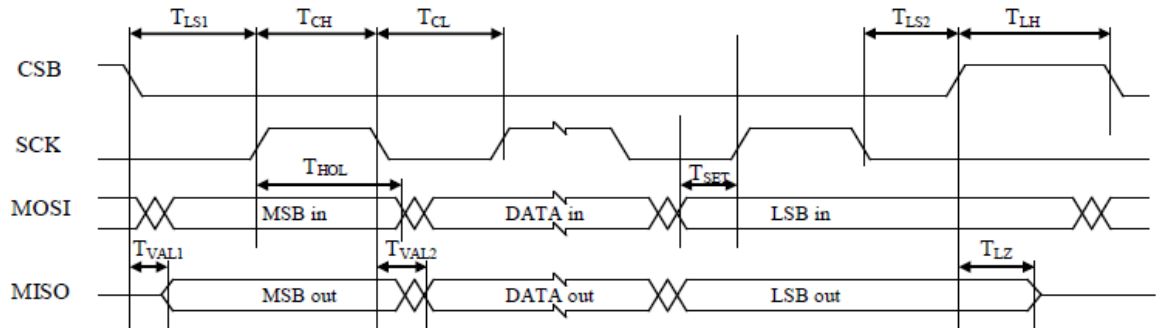 TLS1 TCH TCL TLS2 TLH
CSB
SCK
THOL TSET
MOSI MSB in DATA in LSB in
TVAL1 TVAL2 TLZ
MISO MSB out DATA out LSB out